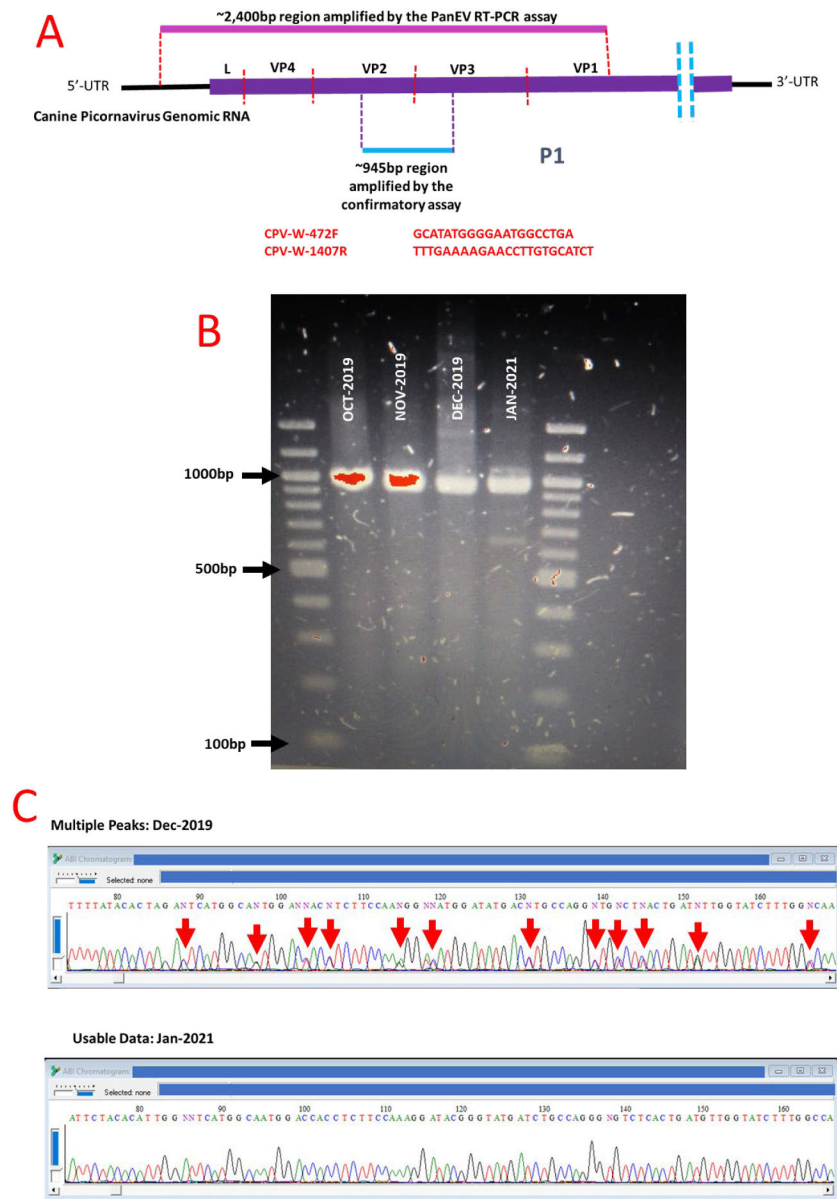 A
~2,400bp region amplified by the PanEV RT-PCR assay
L
VP4
VP2
VP3
VP1
5’-UTR
3’-UTR
Canine Picornavirus Genomic RNA
~945bp region
amplified by the
confirmatory assay
P1
CPV-W-472F GCATATGGGGAATGGCCTGA
CPV-W-1407R TTTGAAAAGAACCTTGTGCATCT
B
OCT-2019
NOV-2019
DEC-2019
JAN-2021
1000bp
500bp
100bp
C
Multiple Peaks: Dec-2019
ABI Chromatogram
Selected: none
80 90 100 110 120 130 140 150 160
TTTTATACACTAGANTCATGGCANTGGANNACNTCTTCCAANGGNNATGGATATGACNTGCCAGGNTGNCTNACTGATNTTGGTATCTTTGGNCAA
Usable Data: Jan-2021
ABI Chromatogram
Selected: none
80 90 100 110 120 130 140 150 160
ATTCTACACATTGGNNTCATGGCAATGGACCACCTCTTCCAAAGGATACGGGTATGATCTGCCAGGGNGTCTCACTGATGTTGGTATCTTTGGCCA